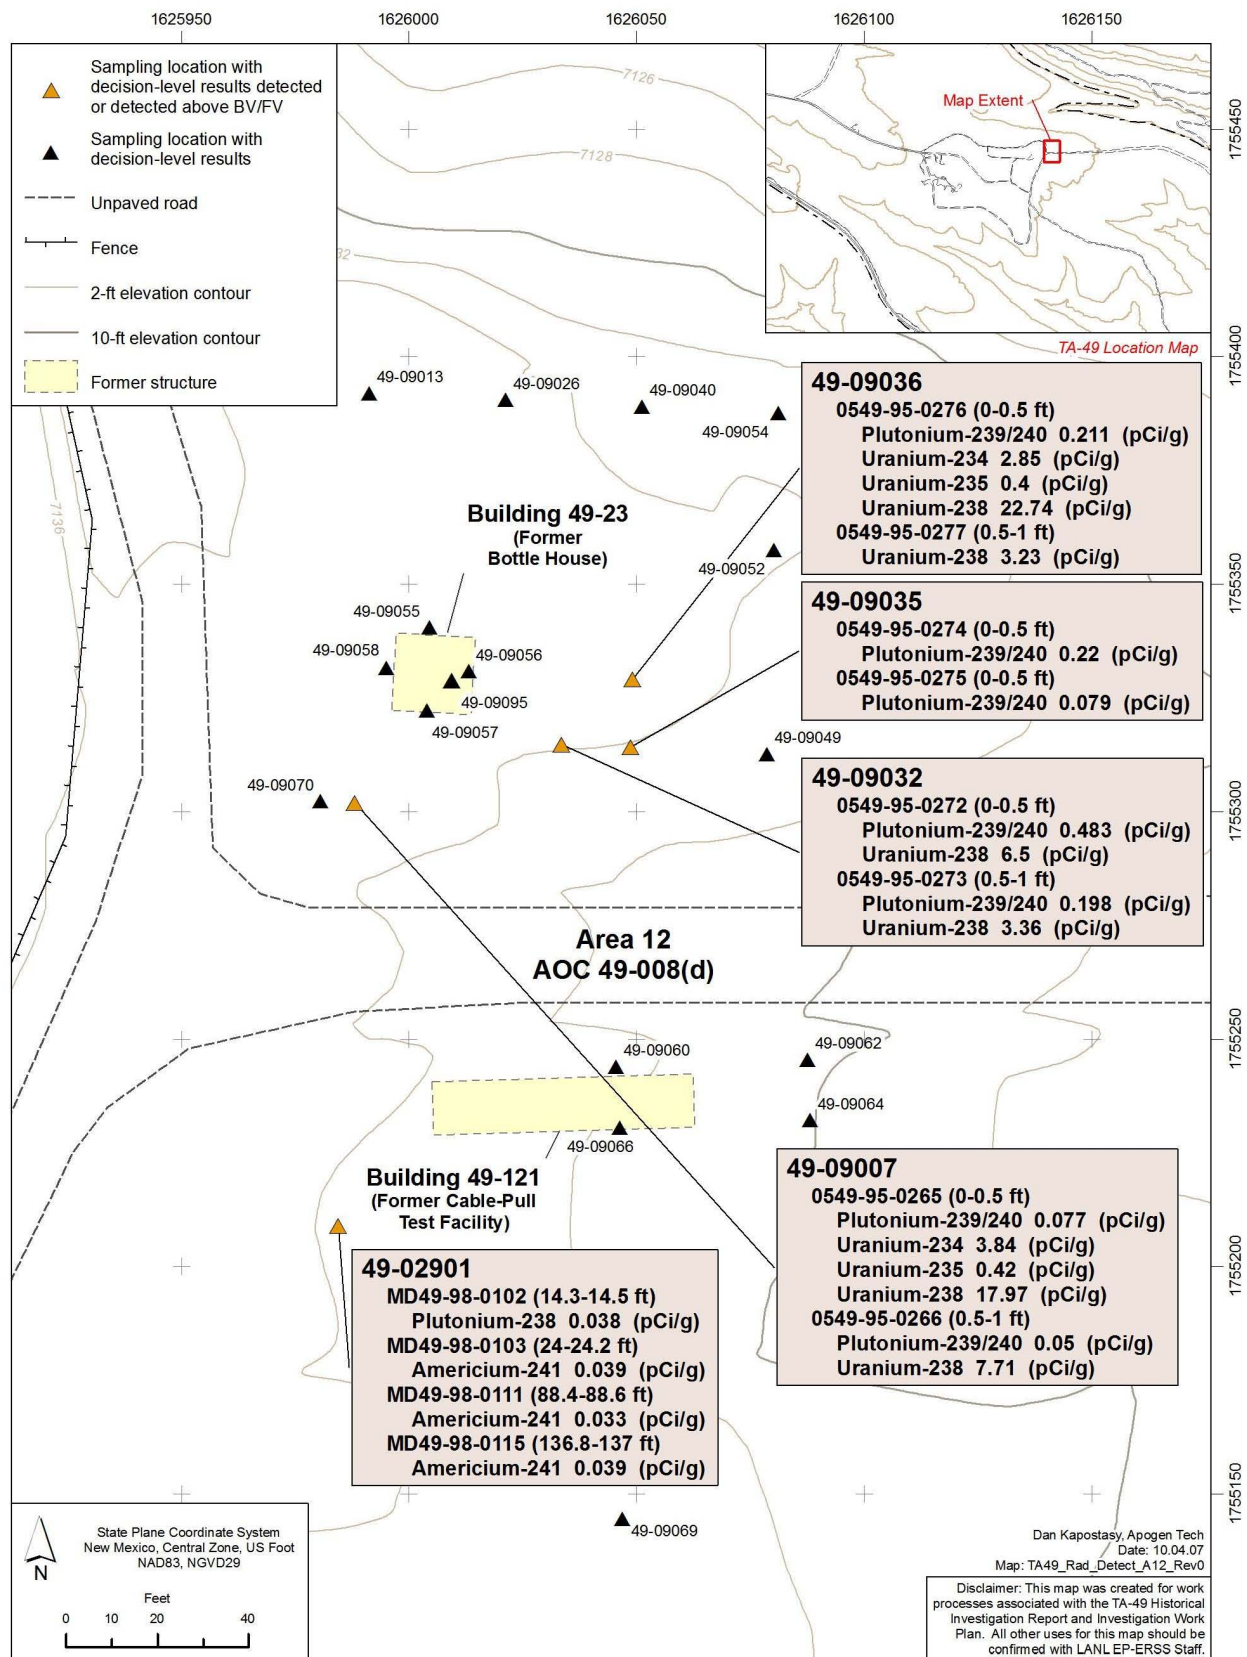 1625950
1626000
1626050
1626100
1626150
Sampling location with
decision-level results detected
or detected above BV/FV
Sampling location with
decision-level results
Unpaved road
Fence
2-ft elevation contour
10-ft elevation contour
Former structure
7126
7128
32
7136
Map Extent
TA-49 Location Map
1755450
1755400
1755350
1755300
1755250
1755200
1755150
49-09013
49-09026
49-09040
49-09054
49-09052
Building 49-23
(Former
Bottle House)
49-09055
49-09058
49-09056
49-09095
49-09057
49-09070
49-09049
49-09036
0549-95-0276 (0-0.5 ft)
Plutonium-239/240 0.211 (pCi/g)
Uranium-234 2.85 (pCi/g)
Uranium-235 0.4 (pCi/g)
Uranium-238 22.74 (pCi/g)
0549-95-0277 (0.5-1 ft)
Uranium-238 3.23 (pCi/g)
49-09035
0549-95-0274 (0-0.5 ft)
Plutonium-239/240 0.22 (pCi/g)
0549-95-0275 (0-0.5 ft)
Plutonium-239/240 0.079 (pCi/g)
49-09032
0549-95-0272 (0-0.5 ft)
Plutonium-239/240 0.483 (pCi/g)
Uranium-238 6.5 (pCi/g)
0549-95-0273 (0.5-1 ft)
Plutonium-239/240 0.198 (pCi/g)
Uranium-238 3.36 (pCi/g)
Area 12
AOC 49-008(d)
49-09060
49-09062
49-09064
49-09066
Building 49-121
(Former Cable-Pull
Test Facility)
49-09007
0549-95-0265 (0-0.5 ft)
Plutonium-239/240 0.077 (pCi/g)
Uranium-234 3.84 (pCi/g)
Uranium-235 0.42 (pCi/g)
Uranium-238 17.97 (pCi/g)
0549-95-0266 (0.5-1 ft)
Plutonium-239/240 0.05 (pCi/g)
Uranium-238 7.71 (pCi/g)
49-02901
MD49-98-0102 (14.3-14.5 ft)
Plutonium-238 0.038 (pCi/g)
MD49-98-0103 (24-24.2 ft)
Americium-241 0.039 (pCi/g)
MD49-98-0111 (88.4-88.6 ft)
Americium-241 0.033 (pCi/g)
MD49-98-0115 (136.8-137 ft)
Americium-241 0.039 (pCi/g)
49-09069
N
State Plane Coordinate System
New Mexico, Central Zone, US Foot
NAD83, NGVD29
Feet
0 10 20 40
Dan Kapostasy, Apogen Tech
Date: 10.04.07
Map: TA49_Rad_Detect_A12_Rev0
Disclaimer: This map was created for work
processes associated with the TA-49 Historical
Investigation Report and Investigation Work
Plan. All other uses for this map should be
confirmed with LANL EP-ERSS Staff.